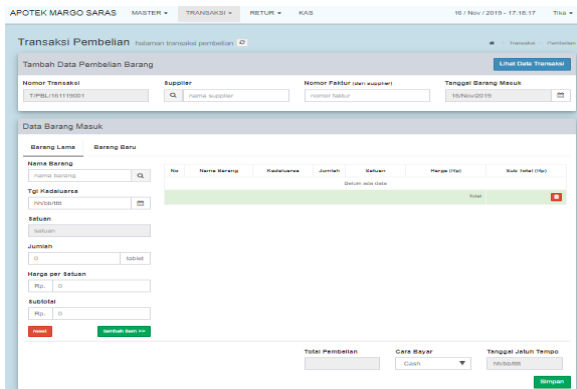 APOTEK MARGO SARAS MASTER TRANSAKSI RETUR KAS 16 / Nov / 2019 - 17:15:17 Tika
Transaksi Pembelian halaman transaksi pembelian
Transaksi Pembelian
Tambah Data Pembelian Barang Lihat Data Transaksi
Nomor Transaksi Supplier Nomor Faktur (dari supplier) Tanggal Barang Masuk
T/PBL/161119001 nama supplier nomor faktur 16/Nov/2019
Data Barang Masuk
Barang Lama Barang Baru
Nama Barang
nama barang
No Nama Barang Kadaluarsa Jumlah Satuan Harga (Rp) Sub Total (Rp)
Belum ada data
Total
Tgl Kadaluarsa
hh/bb/tttt
Satuan
satuan
Jumlah
0 tablet
Harga per Satuan
Rp. 0
Subtotal
Rp. 0
reset tambah item >>
Total Pembelian Cara Bayar Tanggal Jatuh Tempo
Cash hh/bb/tttt
Simpan